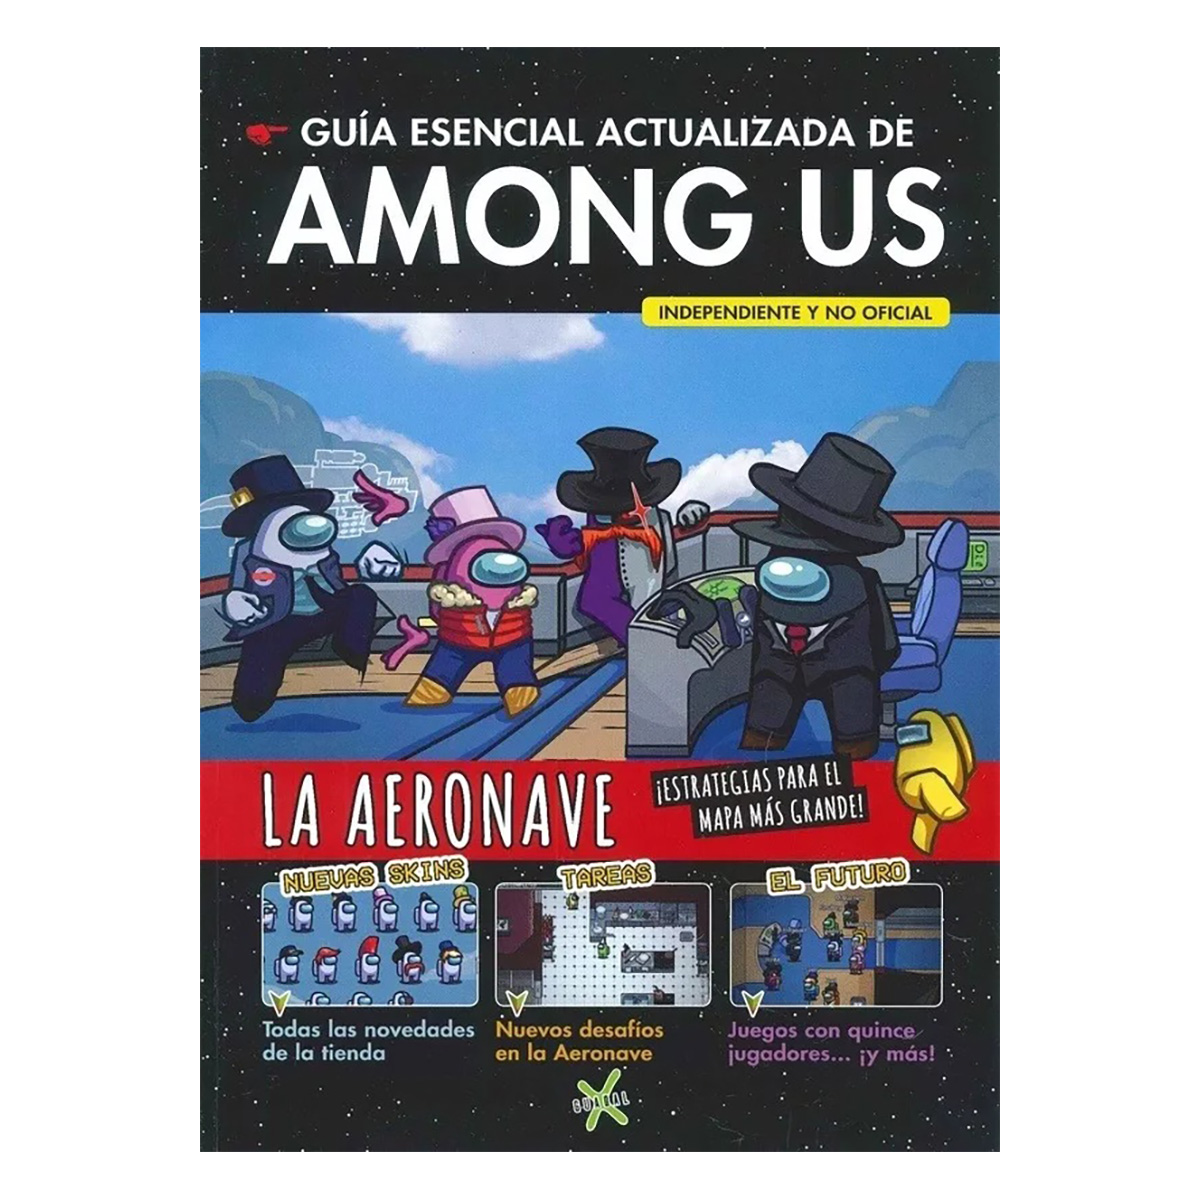 GUÍA ESENCIAL ACTUALIZADA DE
AMONG US
INDEPENDIENTE Y NO OFICIAL
LA AERONAVE
¡ESTRATEGIAS PARA EL
MAPA MÁS GRANDE!
NUEVAS SKINS
Todas las novedades
de la tienda
TAREAS
Nuevos desafíos
en la Aeronave
EL FUTURO
Juegos con quince
jugadores... ¡y más!